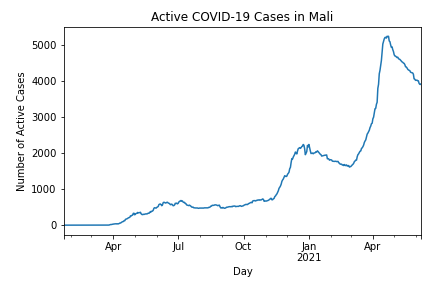 Active COVID-19 Cases in Mali
Number of Active Cases
5000
4000
3000
2000
1000
0
Apr
Jul
Oct
Jan
2021
Apr
Day